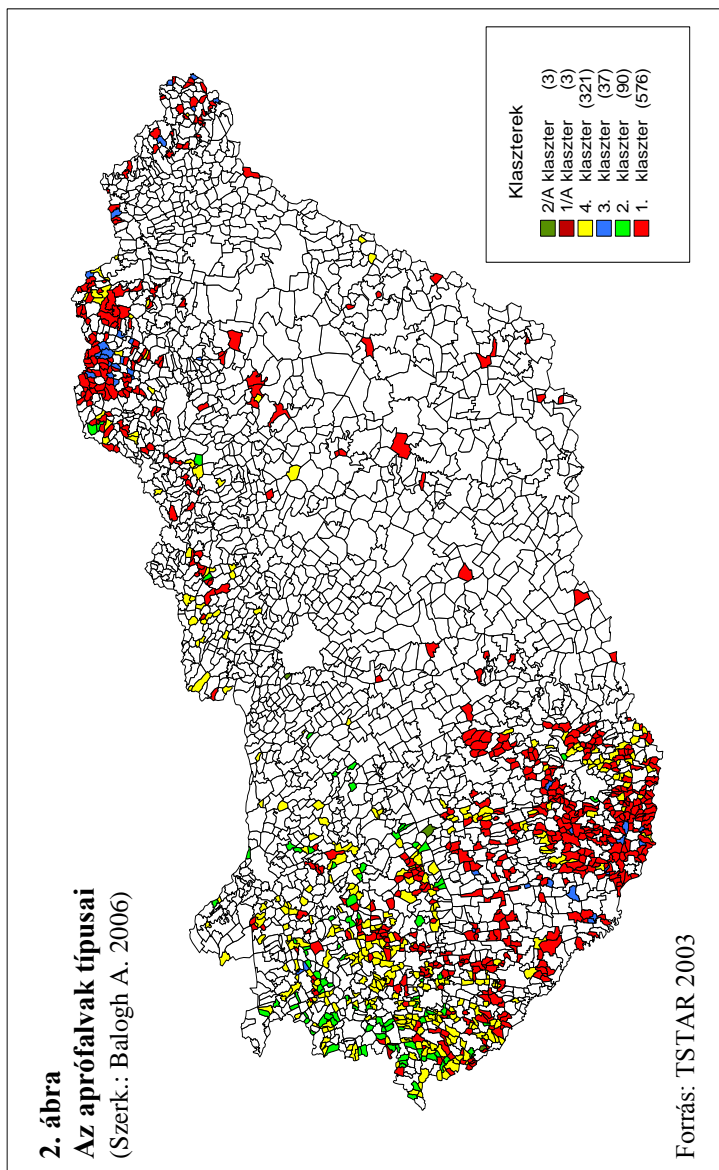 2. ábra
Az aprófalvak típusai
(Szerk.: Balogh A. 2006)
Klaszterek
2/A klaszter (3)
1/A klaszter (3)
4. klaszter (321)
3. klaszter (37)
2. klaszter (90)
1. klaszter (576)
Forrás: TSTAR 2003